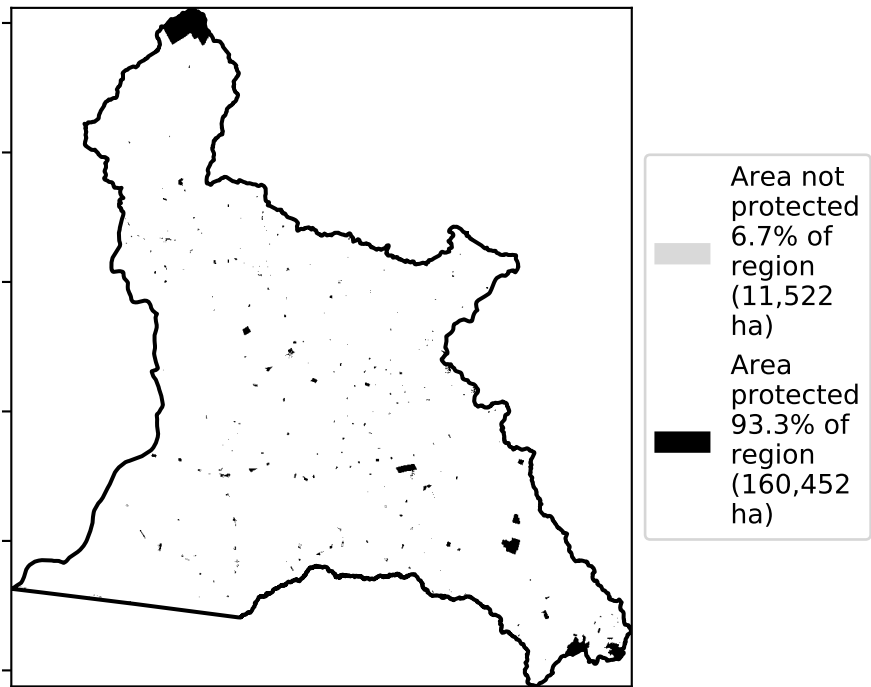 Area not
protected
6.7% of
region
(11,522
ha)
Area
protected
93.3% of
region
(160,452
ha)